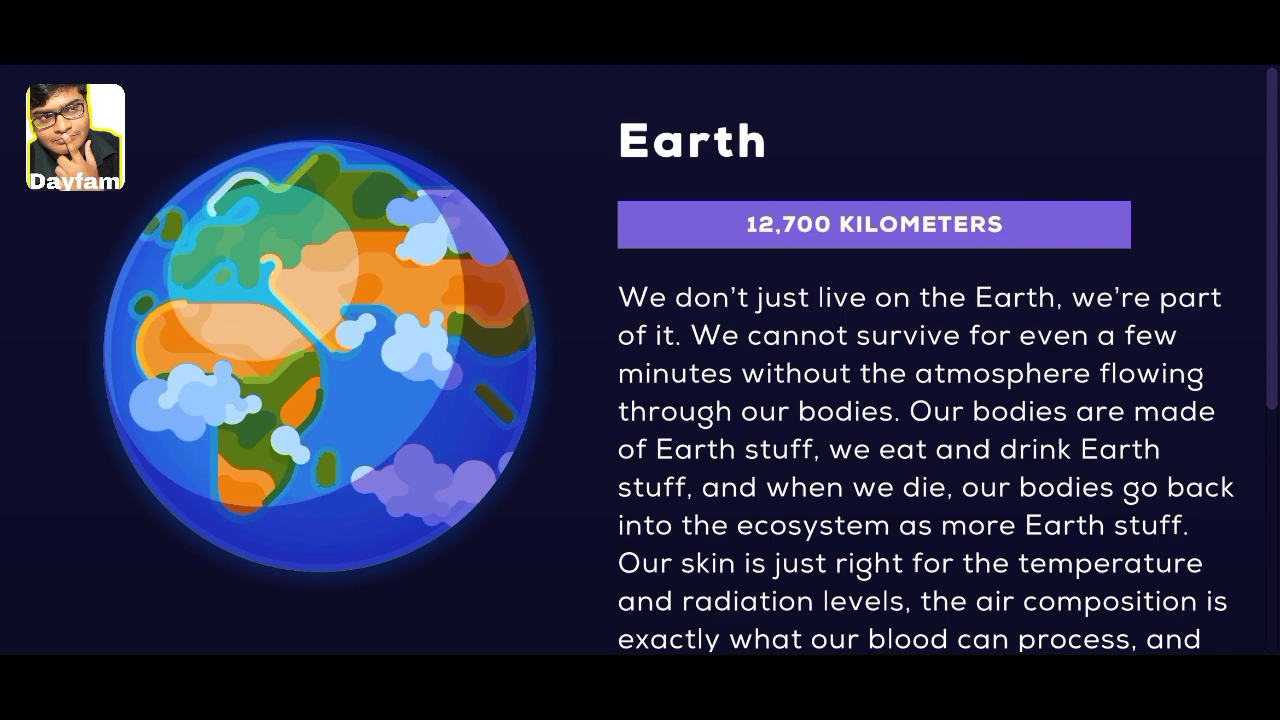 Dayfam
Earth
12,700 KILOMETERS
We don’t just live on the Earth, we’re part
of it. We cannot survive for even a few
minutes without the atmosphere flowing
through our bodies. Our bodies are made
of Earth stuff, we eat and drink Earth
stuff, and when we die, our bodies go back
into the ecosystem as more Earth stuff.
Our skin is just right for the temperature
and radiation levels, the air composition is
exactly what our blood can process, and